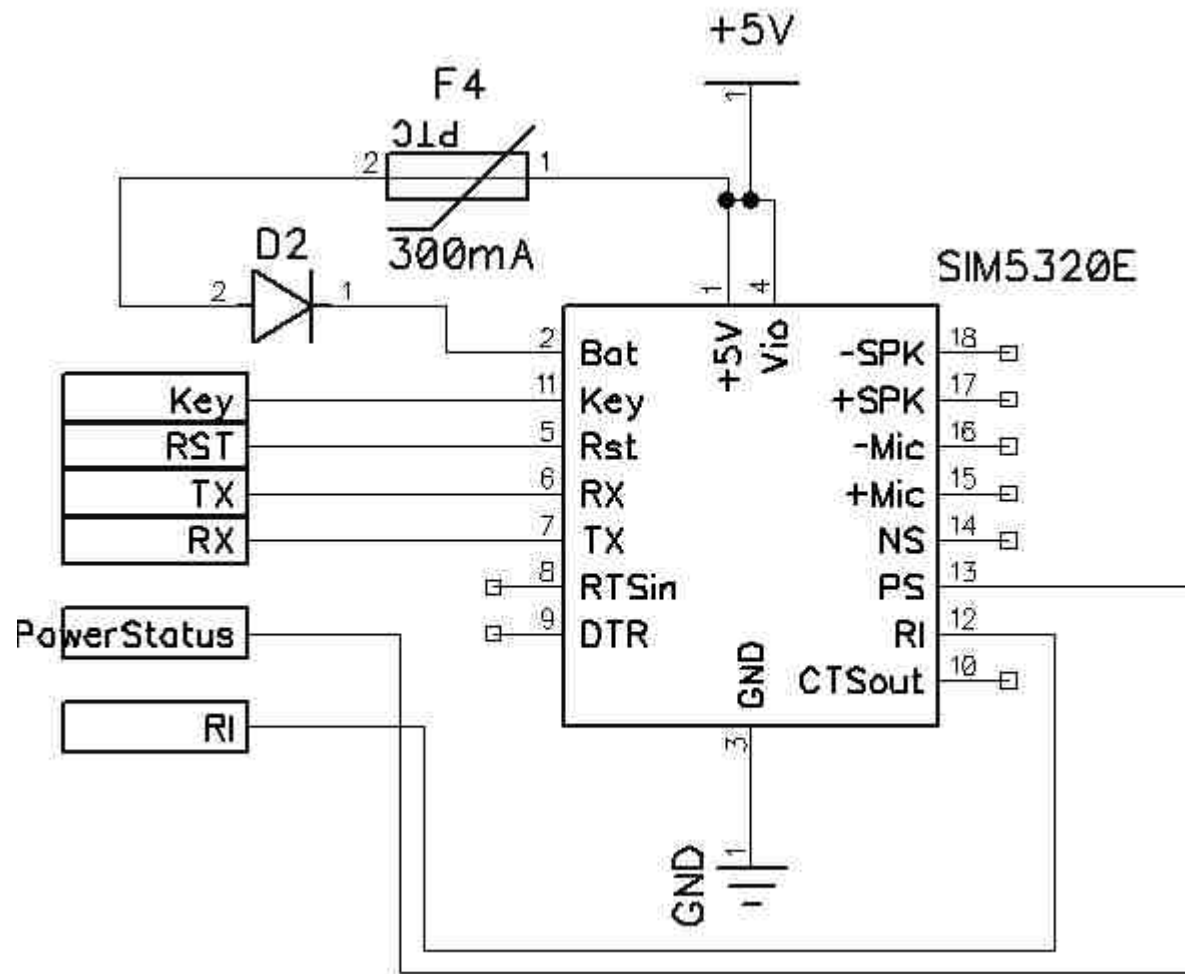 +5V
1
F4
PTC
2
1
300mA
D2
2
1
SIM5320E
1
4
+5V
Vio
2
Bat
18
-SPK
Key
11
Key
17
+SPK
RST
5
Rst
16
-Mic
TX
6
RX
15
+Mic
RX
7
TX
14
NS
8
RTSin
13
PS
PowerStatus
9
DTR
12
RI
10
CTSout
GND
RI
3
GND
1